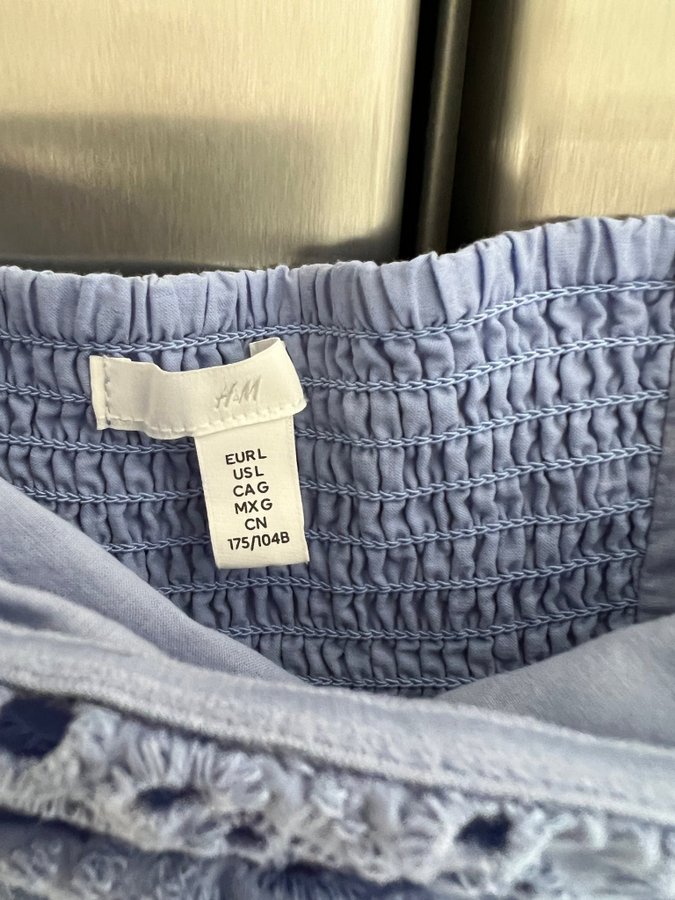 H&M
EUR L
US L
CA G
MX G
CN
175/104B